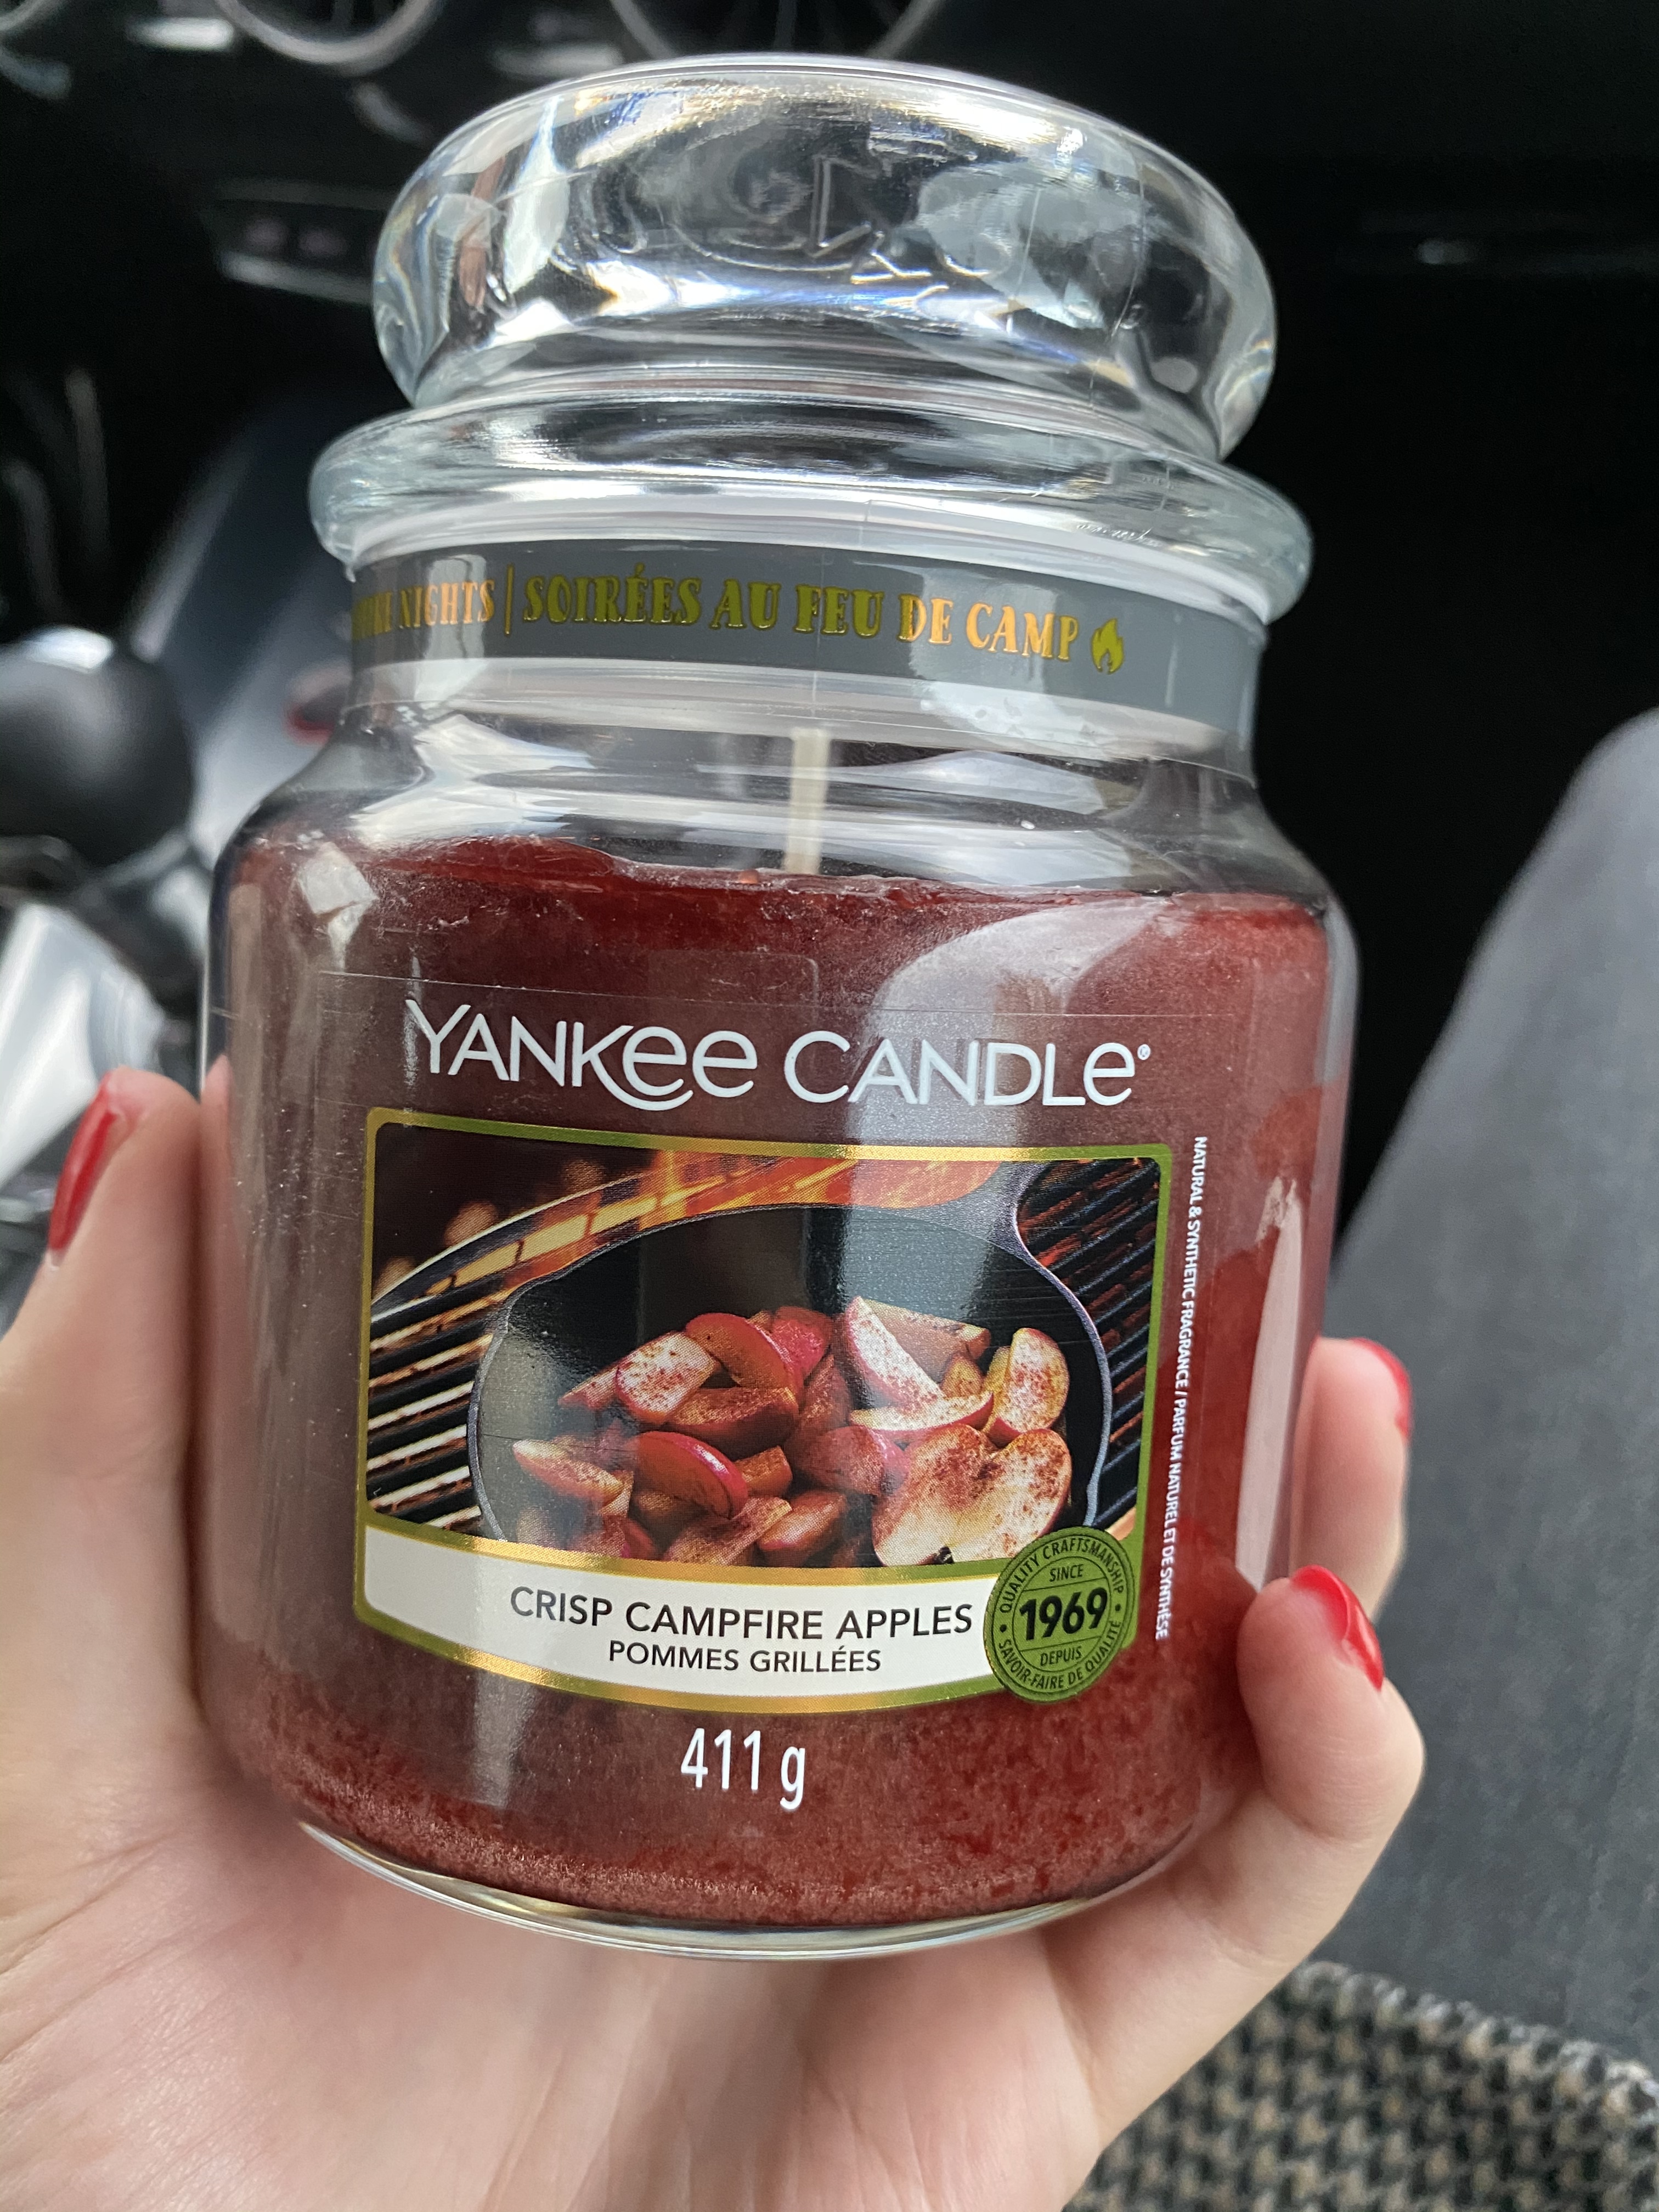 NIGHTS | SOIRÉES AU FEU DE CAMP
YANKEE CANDLE®
NATURAL & SYNTHETIC FRAGRANCE / PARFUM NATUREL ET DE SYNTHÈSE
CRISP CAMPFIRE APPLES
POMMES GRILLÉES
QUALITY CRAFTSMANSHIP
SINCE
1969
DEPUIS
SAVOIR-FAIRE DE QUALITÉ
411 g